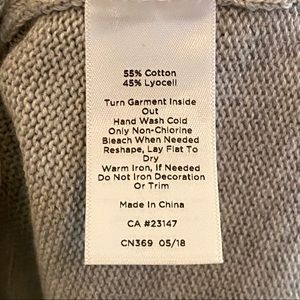 55% Cotton
45% Lyocell
Turn Garment Inside
Out
Hand Wash Cold
Only Non-Chlorine
Bleach When Needed
Reshape, Lay Flat To
Dry
Warm Iron, If Needed
Do Not Iron Decoration
Or Trim
Made In China
CA #23147
CN369 05/18